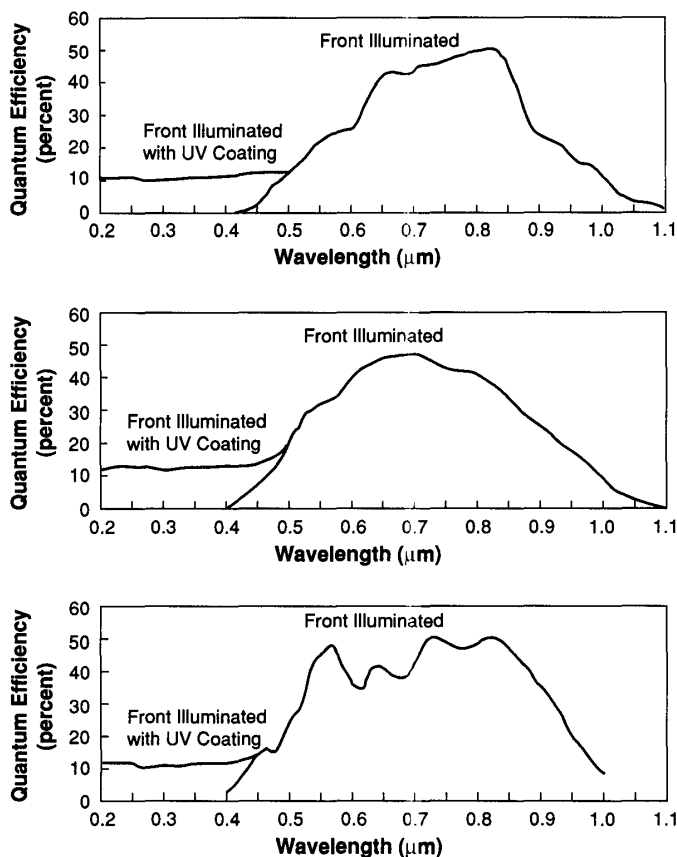 Quantum Efficiency
(percent)
60
50
40
30
20
10
0
Front Illuminated
Front Illuminated
with UV Coating
0.2 0.3 0.4 0.5 0.6 0.7 0.8 0.9 1.0 1.1
Wavelength (μm)
Quantum Efficiency
(percent)
60
50
40
30
20
10
0
Front Illuminated
Front Illuminated
with UV Coating
0.2 0.3 0.4 0.5 0.6 0.7 0.8 0.9 1.0 1.1
Wavelength (μm)
Quantum Efficiency
(percent)
60
50
40
30
20
10
0
Front Illuminated
Front Illuminated
with UV Coating
0.2 0.3 0.4 0.5 0.6 0.7 0.8 0.9 1.0 1.1
Wavelength (μm)